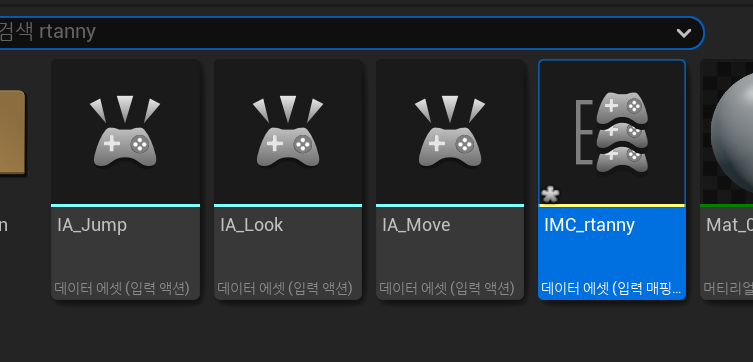 검색 rtanny
IA_Jump
데이터 에셋 (입력 액션)
IA_Look
데이터 에셋 (입력 액션)
IA_Move
데이터 에셋 (입력 액션)
IMC_rtanny
데이터 에셋 (입력 매핑...
Mat_0
머티리얼